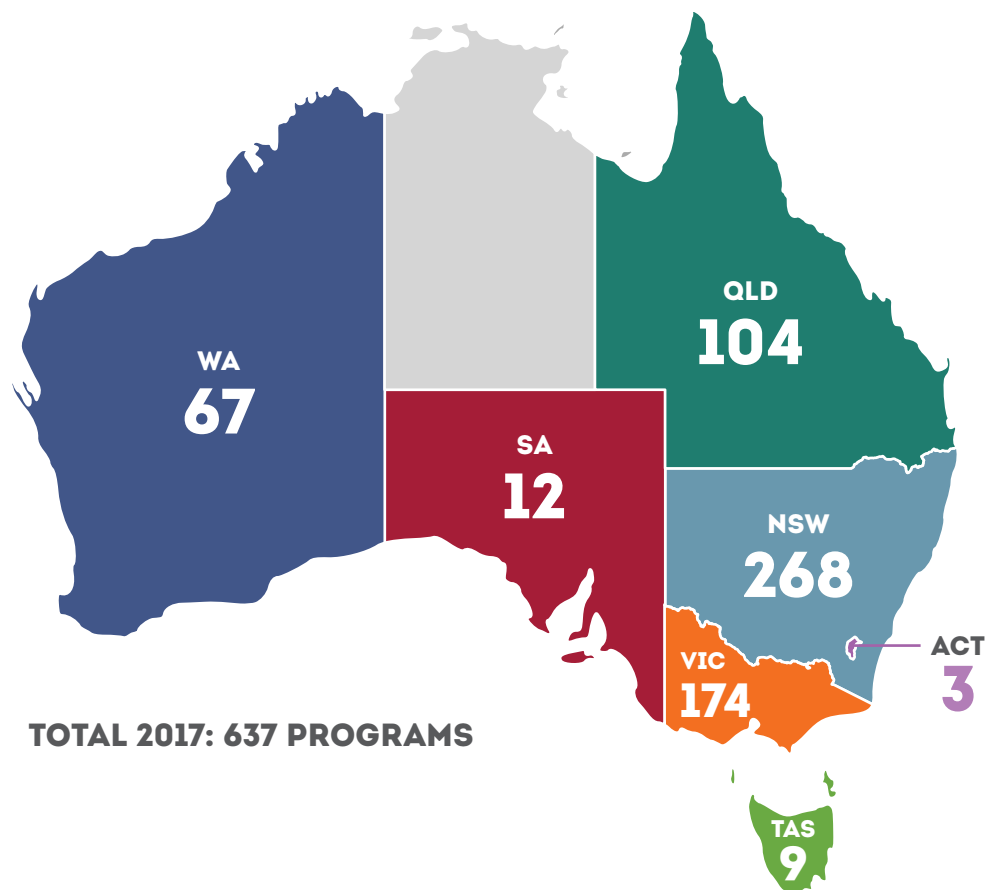 QLD
104
WA
67
SA
12
NSW
268
ACT
3
VIC
174
TOTAL 2017: 637 PROGRAMS
TAS
9